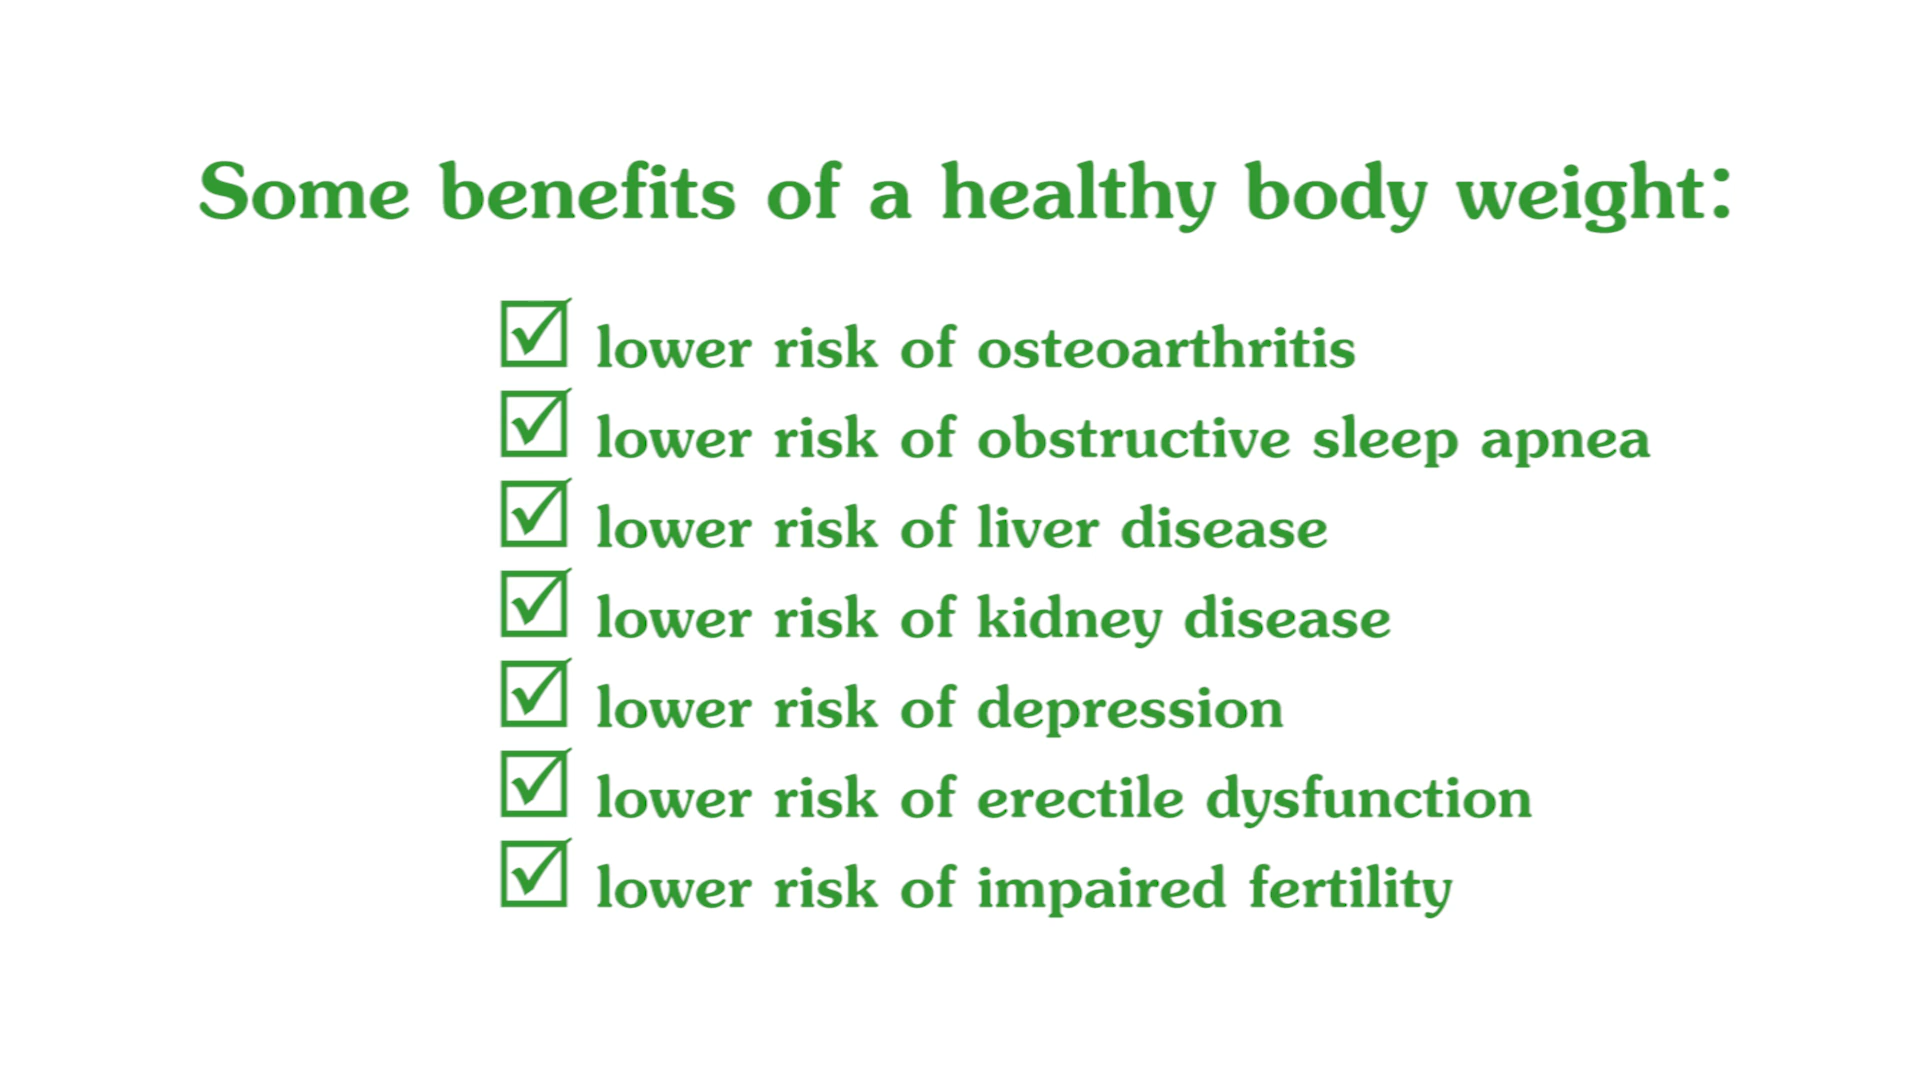 Some benefits of a healthy body weight:
☑ lower risk of osteoarthritis
☑ lower risk of obstructive sleep apnea
☑ lower risk of liver disease
☑ lower risk of kidney disease
☑ lower risk of depression
☑ lower risk of erectile dysfunction
☑ lower risk of impaired fertility